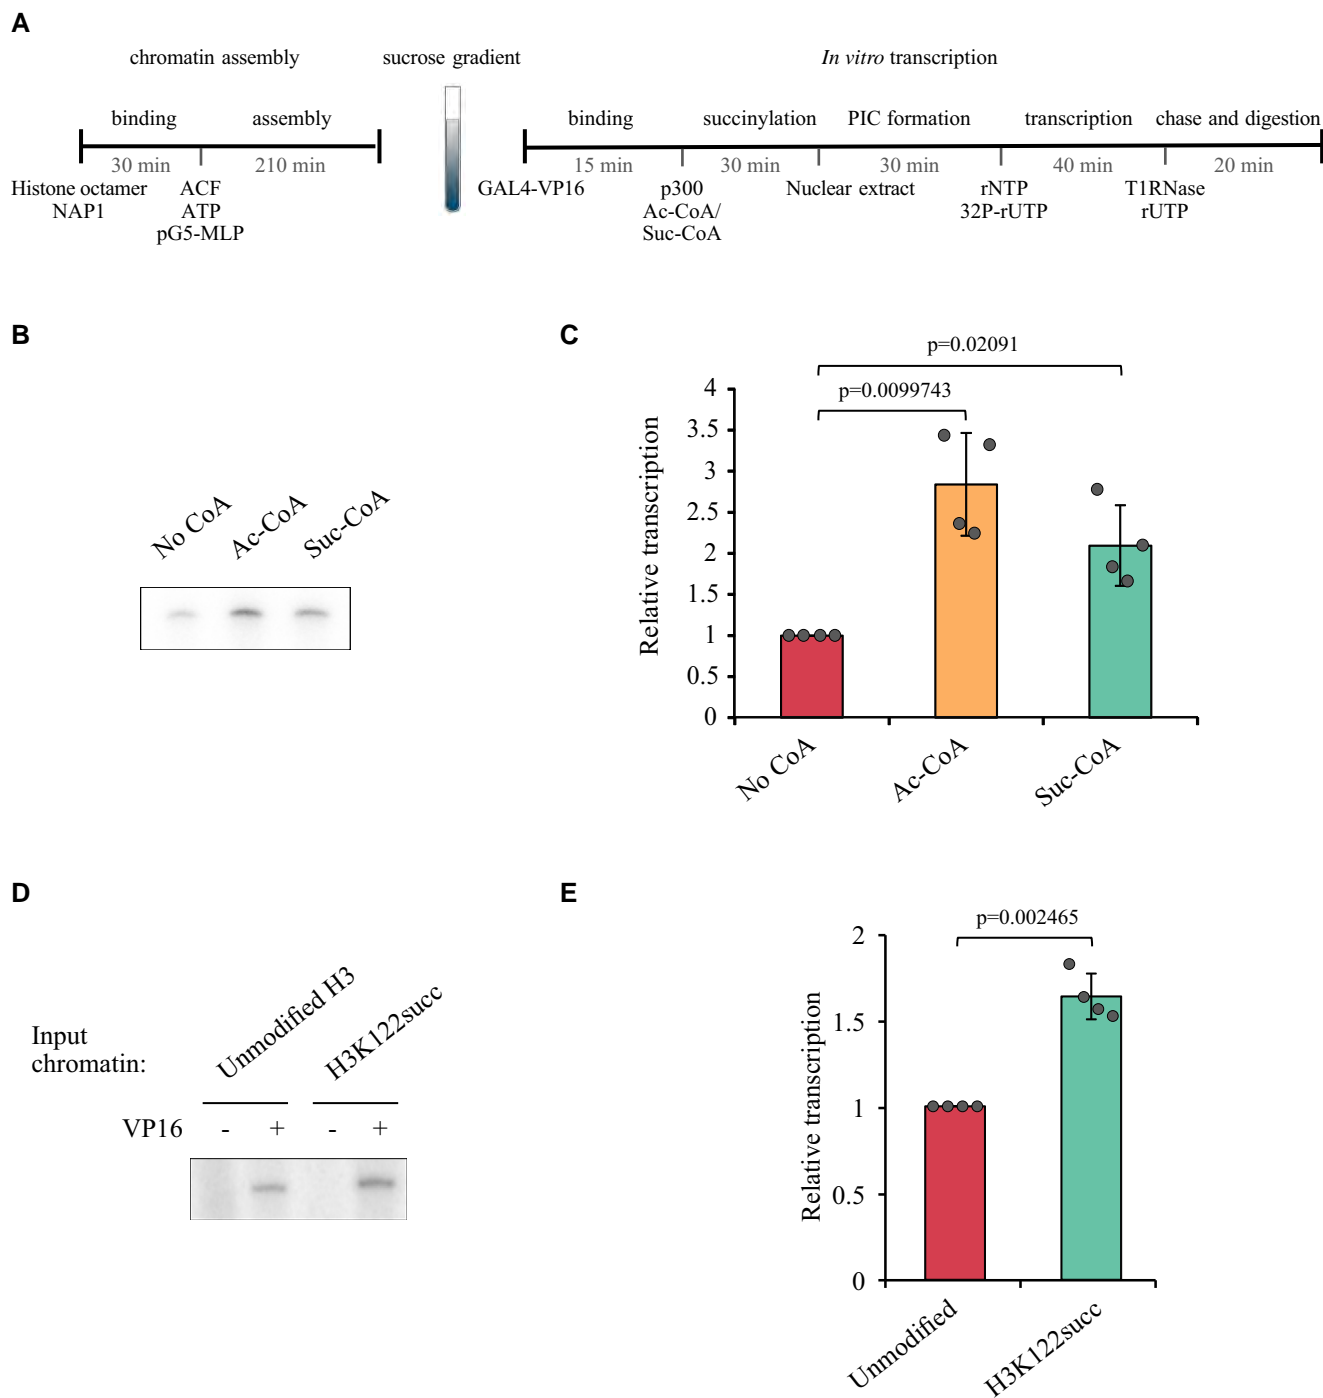 A
chromatin assembly
sucrose gradient
In vitro transcription
binding
assembly
binding
succinylation
PIC formation
transcription
chase and digestion
30 min
210 min
15 min
30 min
30 min
40 min
20 min
Histone octamer
NAP1
ACF
ATP
pG5-MLP
GAL4-VP16
p300
Ac-CoA/
Suc-CoA
Nuclear extract
rNTP
32P-rUTP
T1RNase
rUTP
B
No CoA
Ac-CoA
Suc-CoA
C
p=0.02091
p=0.0099743
Relative transcription
4
3.5
3
2.5
2
1.5
1
0.5
0
No CoA
Ac-CoA
Suc-CoA
D
Input
chromatin:
Unmodified H3
H3K122succ
VP16
-
+
-
+
E
p=0.002465
Relative transcription
2
1.5
1
0.5
0
Unmodified
H3K122succ